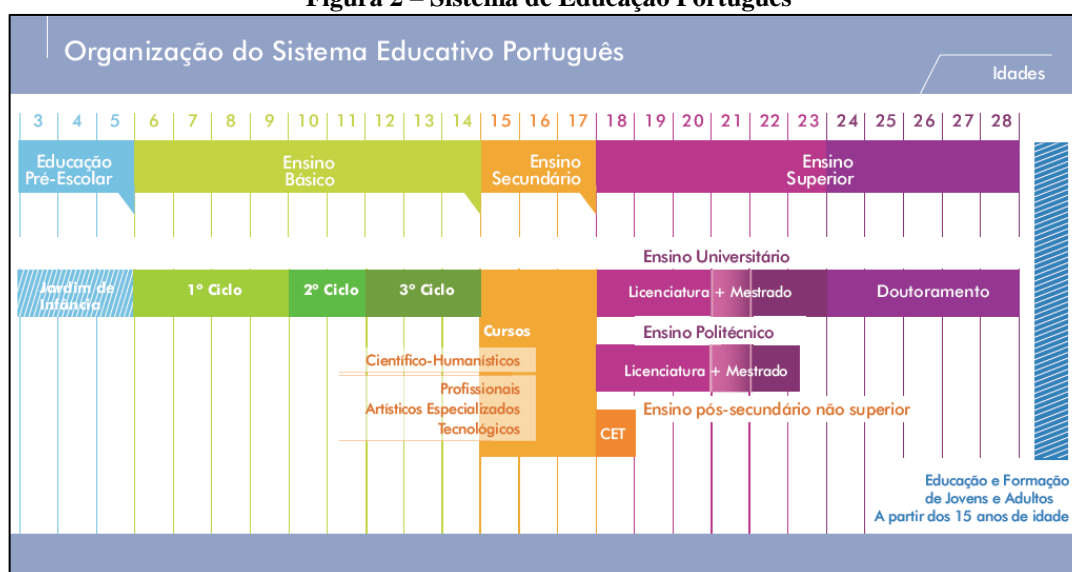 Figura 2 – Sistema de Educação Português
Organização do Sistema Educativo Português
Idades
3 4 5 6 7 8 9 10 11 12 13 14 15 16 17 18 19 20 21 22 23 24 25 26 27 28
Educação
Pré-Escolar
Ensino
Básico
Ensino
Secundário
Ensino
Superior
Ensino Universitário
Jardim de
Infância
1º Ciclo
2º Ciclo
3º Ciclo
Licenciatura + Mestrado
Doutoramento
Cursos
Ensino Politécnico
Científico-Humanísticos
Licenciatura + Mestrado
Profissionais
Artísticos Especializados
Tecnológicos
Ensino pós-secundário não superior
CET
Educação e Formação
de Jovens e Adultos
A partir dos 15 anos de idade